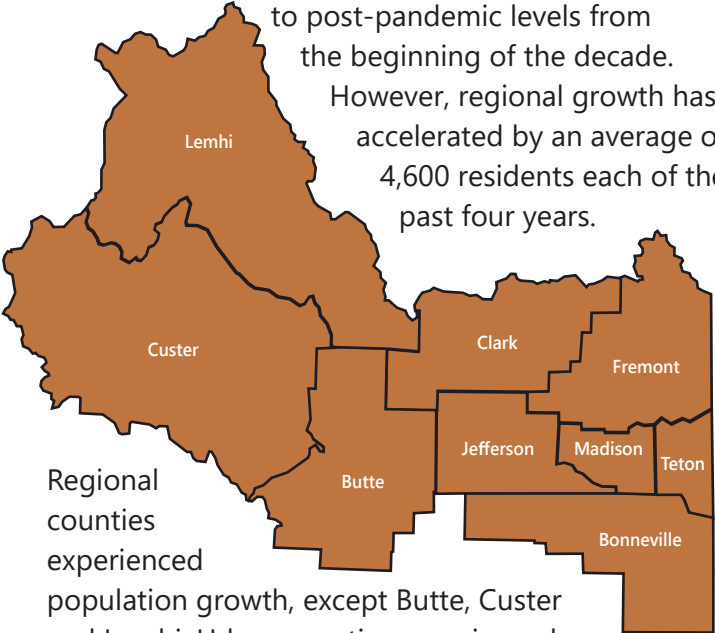 to post-pandemic levels from
the beginning of the decade.
However, regional growth has
accelerated by an average
4,600 residents each of the
past four years.
Lemhi
Custer
Clark
Fremont
Jefferson
Madison
Teton
Butte
Bonneville
Regional
counties
experienced
population growth, except Butte, Custer